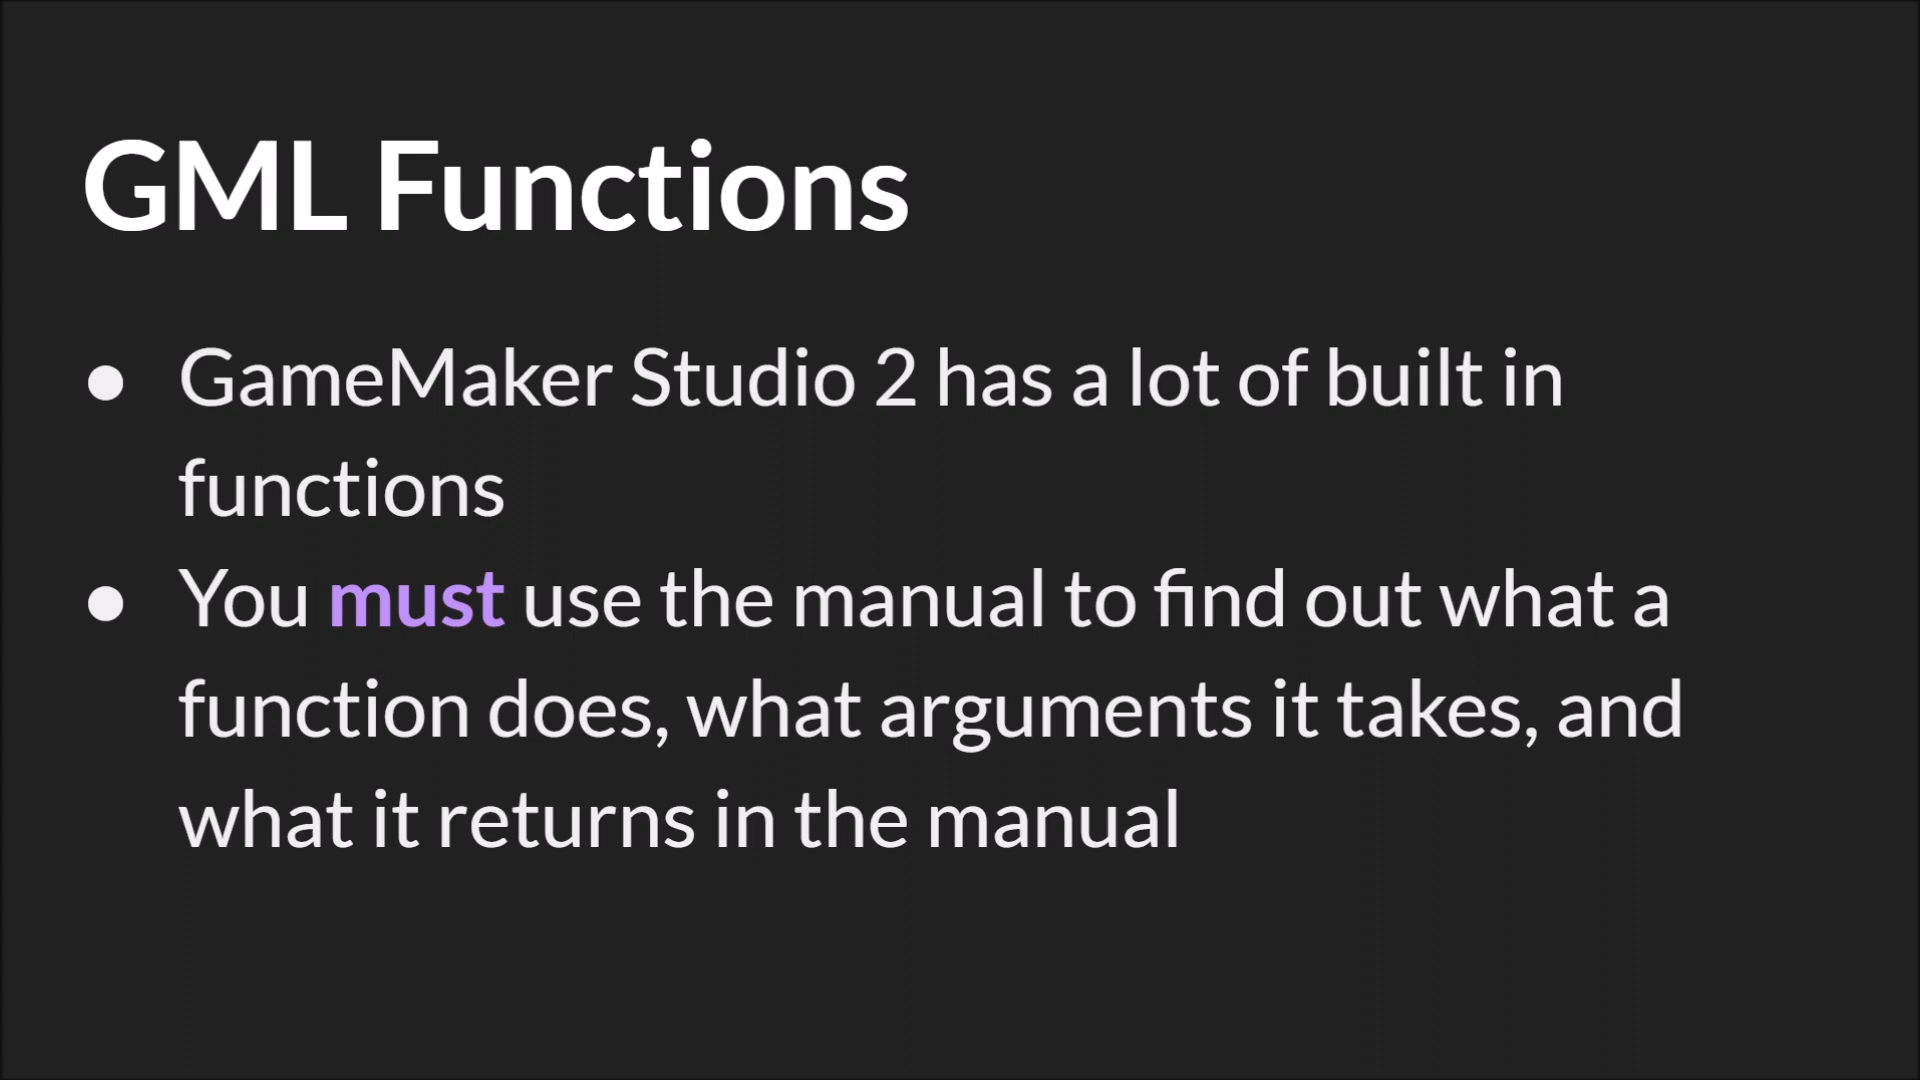 GML Functions
● GameMaker Studio 2 has a lot of built in
functions
● You must use the manual to find out what a
function does, what arguments it takes, and
what it returns in the manual